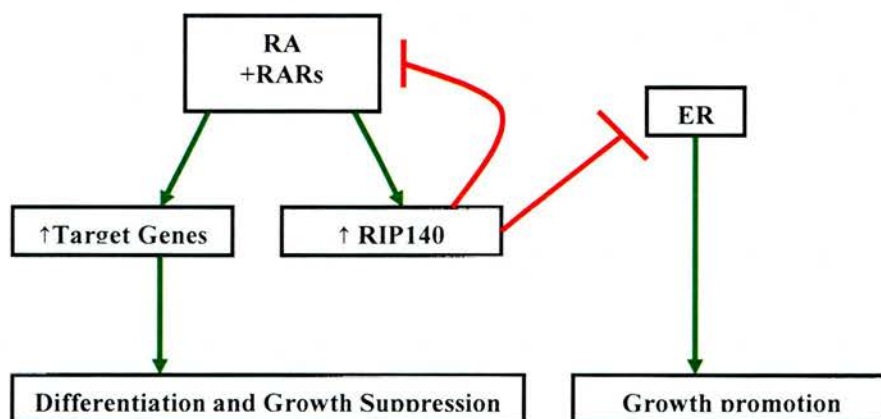 RA
+RARs
ER
↑Target Genes
↑ RIP140
Differentiation and Growth Suppression
Growth promotion